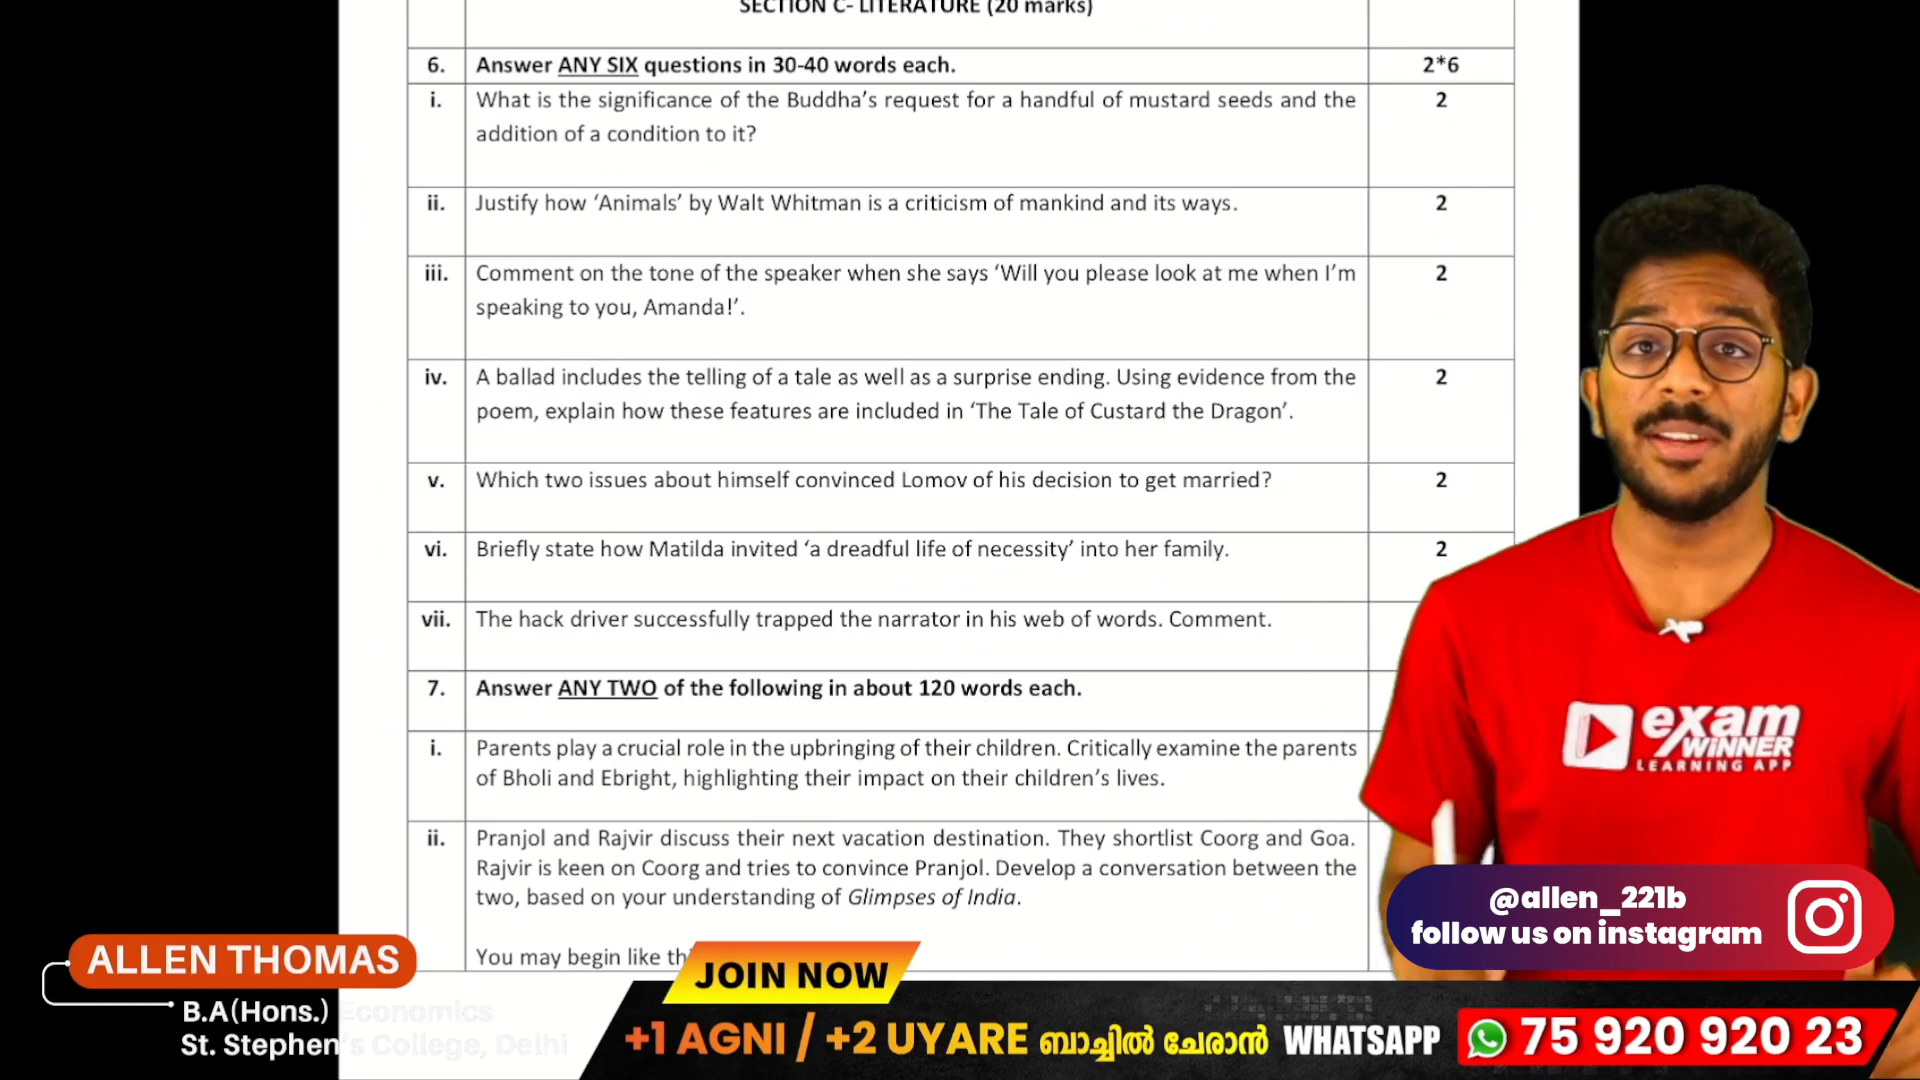 SECTION C- LITERATURE (20 marks)
6. Answer ANY SIX questions in 30-40 words each. 2*6
i. What is the significance of the Buddha’s request for a handful of mustard seeds and the 2
addition of a condition to it?
ii. Justify how ‘Animals’ by Walt Whitman is a criticism of mankind and its ways. 2
iii. Comment on the tone of the speaker when she says ‘Will you please look at me when I’m 2
speaking to you, Amanda!’.
iv. A ballad includes the telling of a tale as well as a surprise ending. Using evidence from the 2
poem, explain how these features are included in ‘The Tale of Custard the Dragon’.
v. Which two issues about himself convinced Lomov of his decision to get married? 2
vi. Briefly state how Matilda invited ‘a dreadful life of necessity’ into her family. 2
vii. The hack driver successfully trapped the narrator in his web of words. Comment.
7. Answer ANY TWO of the following in about 120 words each.
i. Parents play a crucial role in the upbringing of their children. Critically examine the parents
of Bholi and Ebright, highlighting their impact on their children’s lives.
ii. Pranjol and Rajvir discuss their next vacation destination. They shortlist Coorg and Goa.
Rajvir is keen on Coorg and tries to convince Pranjol. Develop a conversation between the
two, based on your understanding of Glimpses of India.
You may begin like th
exam
WINNER
LEARNING APP
@allen_221b
follow us on instagram
ALLEN THOMAS
B.A(Hons.) Economics
St. Stephen's College, Delhi
JOIN NOW
+1 AGNI / +2 UYARE ബാച്ചിൽ ചേരാൻ WHATSAPP 75 920 920 23